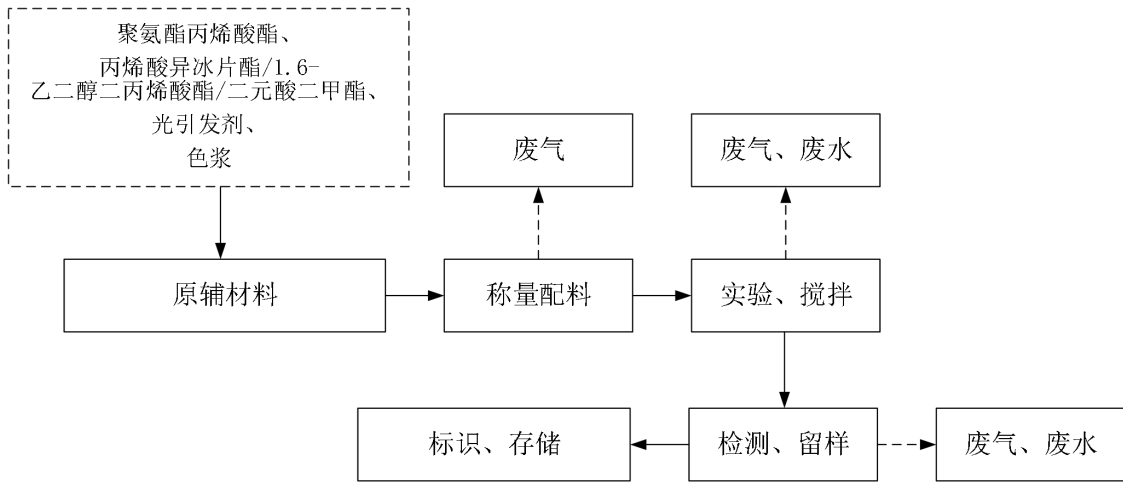 聚氨酯丙烯酸酯、
丙烯酸异冰片酯/1.6-
乙二醇二丙烯酸酯/二元酸二甲酯、
光引发剂、
色浆
废气
废气、废水
原辅材料
称量配料
实验、搅拌
标识、存储
检测、留样
废气、废水